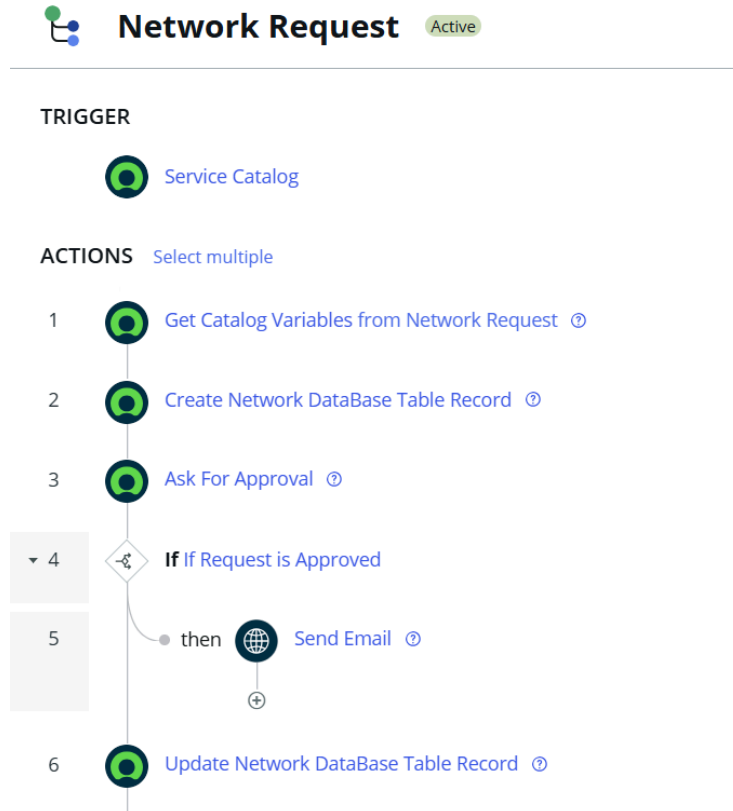 Network Request Active
TRIGGER
Service Catalog
ACTIONS Select multiple
1 Get Catalog Variables from Network Request ?
2 Create Network DataBase Table Record ?
3 Ask For Approval ?
4 If If Request is Approved
5 then Send Email ?
6 Update Network DataBase Table Record ?